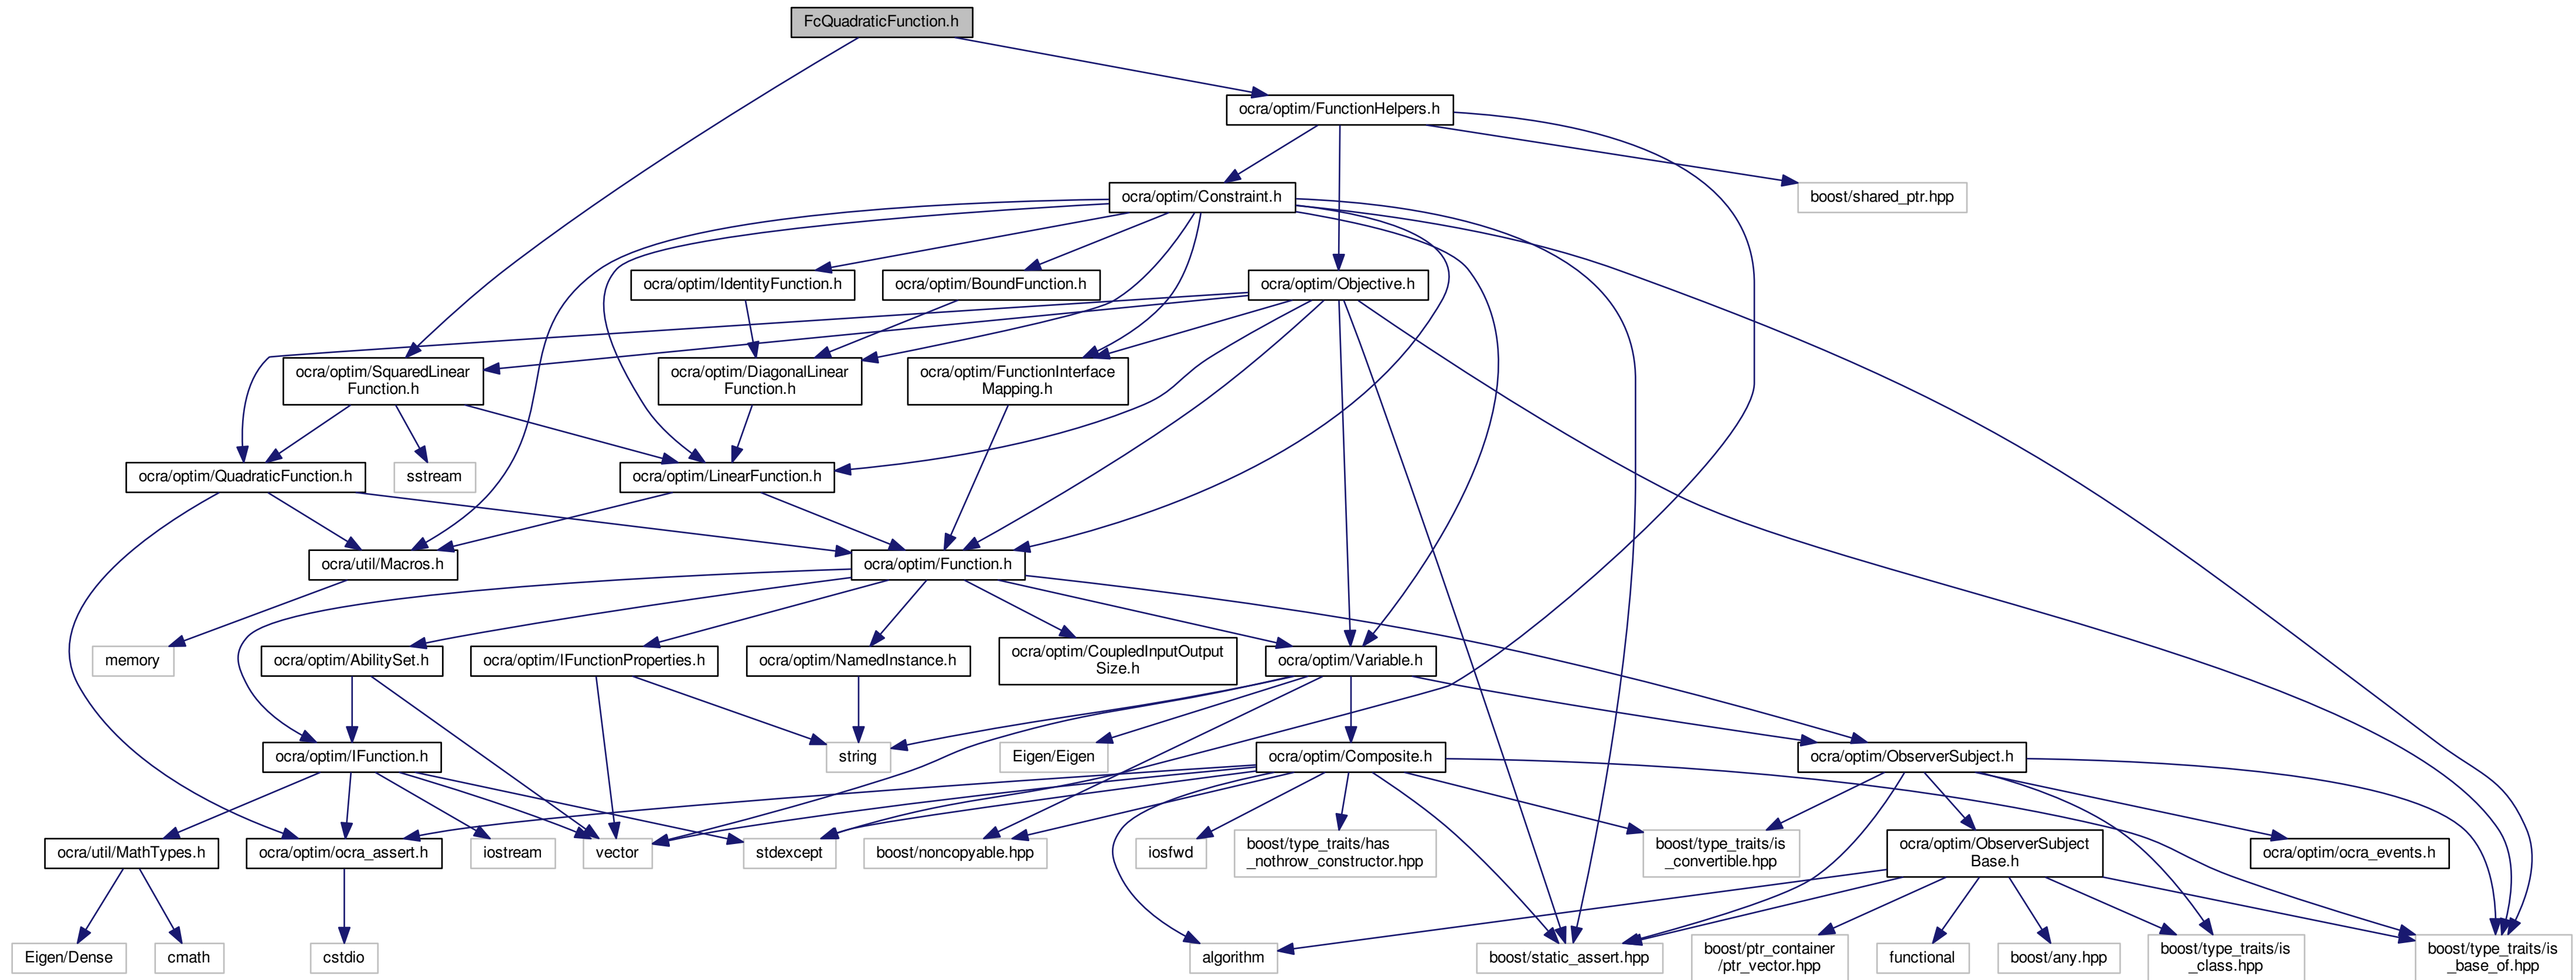 FcQuadraticFunction.h
ocra/optim/FunctionHelpers.h
ocra/optim/Constraint.h
boost/shared_ptr.hpp
ocra/optim/IdentityFunction.h
ocra/optim/BoundFunction.h
ocra/optim/Objective.h
ocra/optim/SquaredLinear
Function.h
ocra/optim/DiagonalLinear
Function.h
ocra/optim/FunctionInterface
Mapping.h
ocra/optim/QuadraticFunction.h
sstream
ocra/optim/LinearFunction.h
ocra/util/Macros.h
ocra/optim/Function.h
memory
ocra/optim/AbilitySet.h
ocra/optim/IFunctionProperties.h
ocra/optim/NamedInstance.h
ocra/optim/CoupledInputOutput
Size.h
ocra/optim/Variable.h
ocra/optim/IFunction.h
string
Eigen/Eigen
ocra/optim/Composite.h
ocra/optim/ObserverSubject.h
ocra/util/MathTypes.h
ocra/optim/ocra_assert.h
iostream
vector
stdexcept
boost/noncopyable.hpp
iosfwd
boost/type_traits/has
_nothrow_constructor.hpp
boost/type_traits/is
_convertible.hpp
ocra/optim/ObserverSubject
Base.h
ocra/optim/ocra_events.h
Eigen/Dense
cmath
cstdio
algorithm
boost/static_assert.hpp
boost/ptr_container
/ptr_vector.hpp
functional
boost/any.hpp
boost/type_traits/is
_class.hpp
boost/type_traits/is
_base_of.hpp